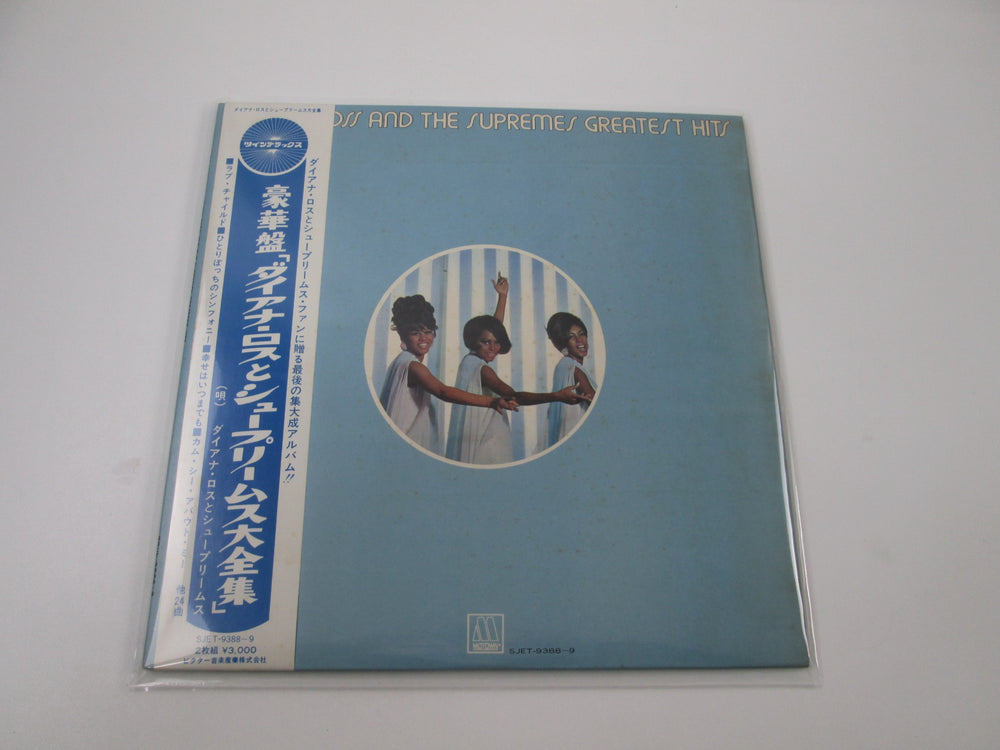 ダイアナ・ロスとシュープリームス大全集
ツインデラックス
ダイアナ・ロスとシュープリームス・ファンに贈る最後の集大成アルバム!!
豪華盤「ダイアナ・ロスとシュープリームス大全集」
(唄) ダイアナ・ロスとシュープリームス
■ラブ・チャイルド■ひとりぼっちのシンフォニー■幸せはいつまでも■カム・シー・アバウト・ミー 他24曲
SJET-9388~9
2枚組 ¥3,000
ビクター音楽産業株式会社
OSS AND THE SUPREMES GREATEST HITS
MOTOWN
SJET-9388~9